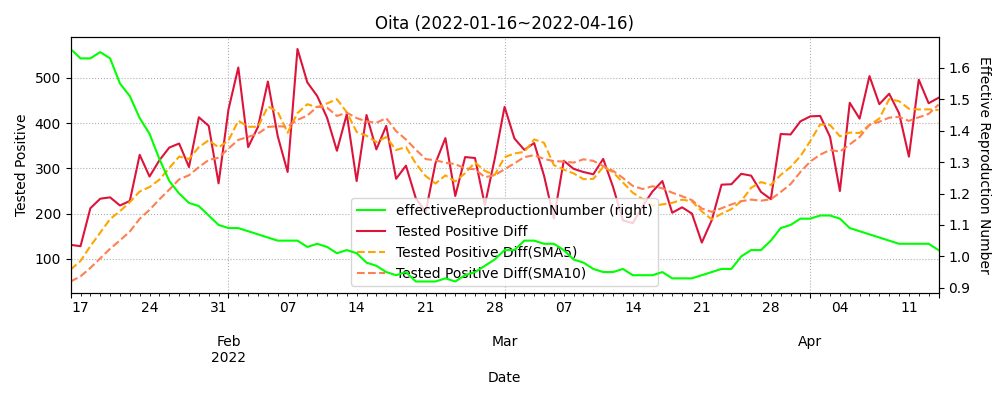 Oita (2022-01-16~2022-04-16)
Tested Positive
500
400
300
200
100
1.6
1.5
1.4
1.3
1.2
1.1
1.0
0.9
Effective Reproduction Number
effectiveReproductionNumber (right)
Tested Positive Diff
Tested Positive Diff(SMA5)
Tested Positive Diff(SMA10)
17 24 31 07 14 21 28 07 14 21 28 04 11
Feb Mar Apr
2022
Date